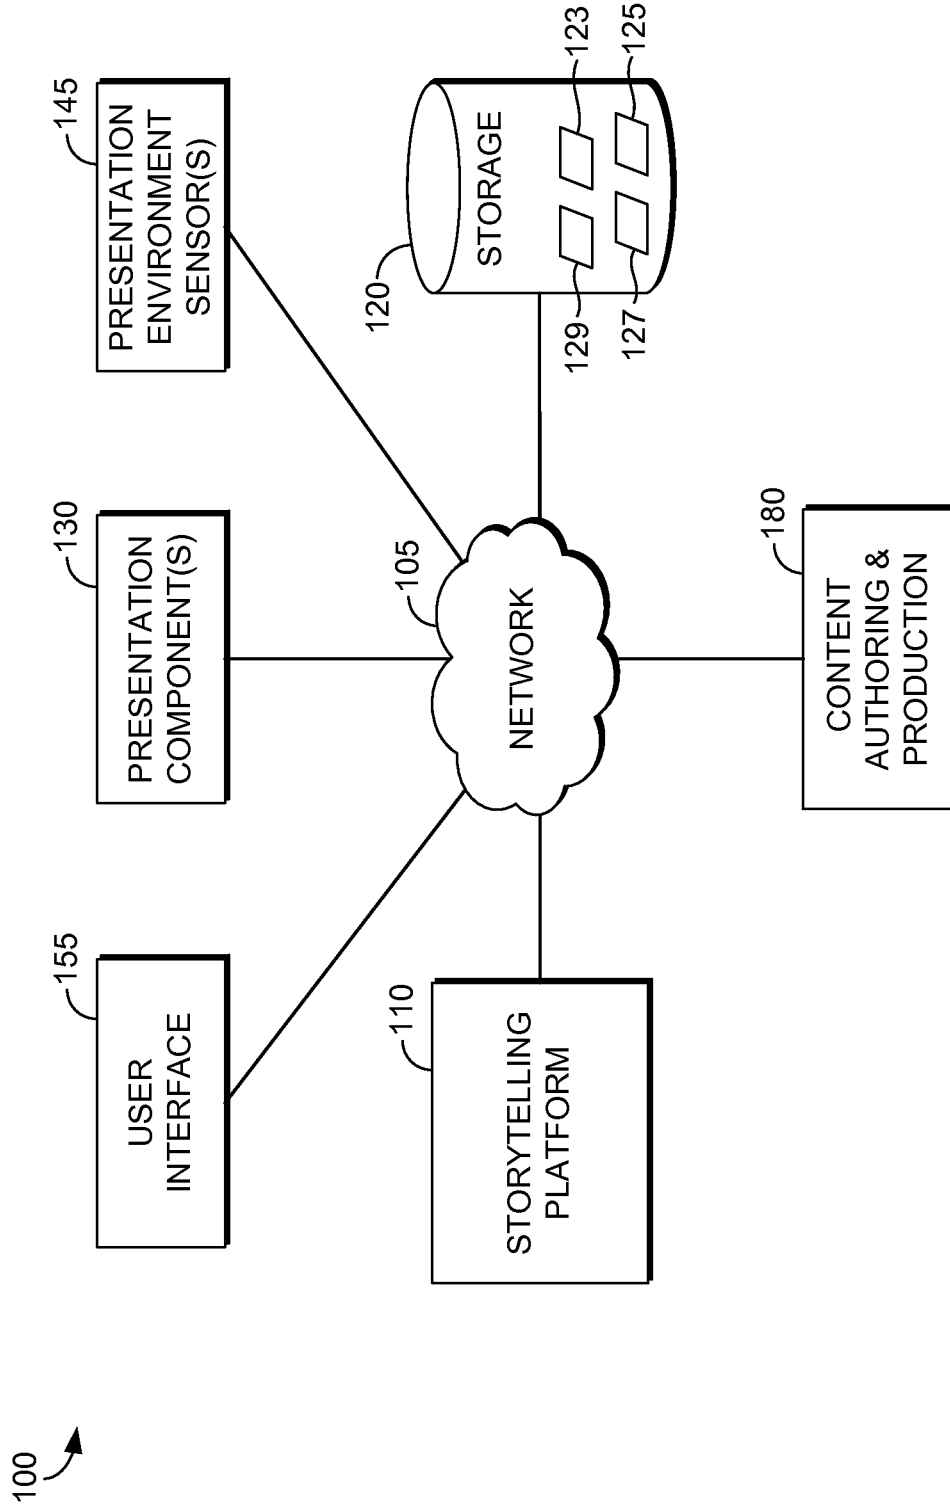 100
155
USER
INTERFACE
130
PRESENTATION
COMPONENT(S)
145
PRESENTATION
ENVIRONMENT
SENSOR(S)
110
STORYTELLING
PLATFORM
105
NETWORK
120
STORAGE
129
123
127
125
180
CONTENT
AUTHORING &
PRODUCTION